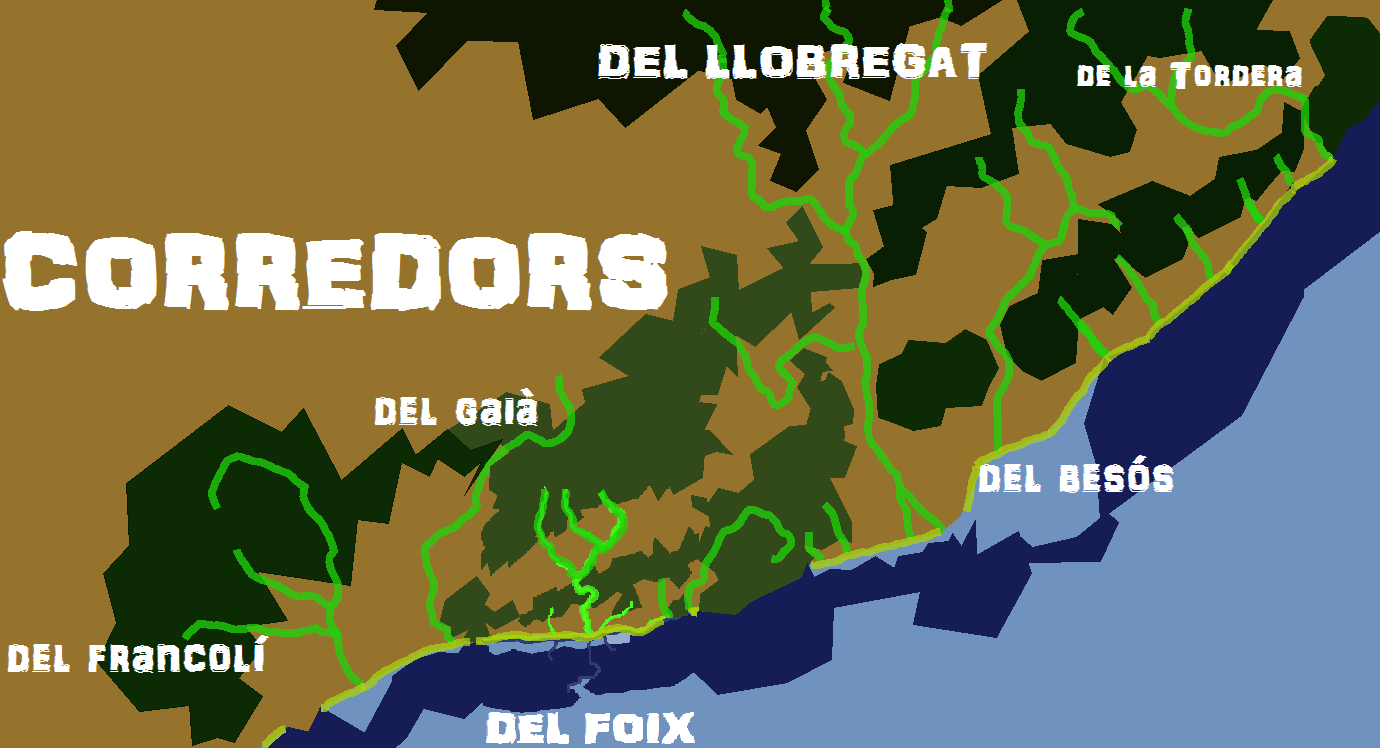 DEL LLOBREGAT
DE La TORDERa
CORREDORS
DEL GaIà
DEL BESÓS
DEL FRanCOLÍ
DEL FOIX